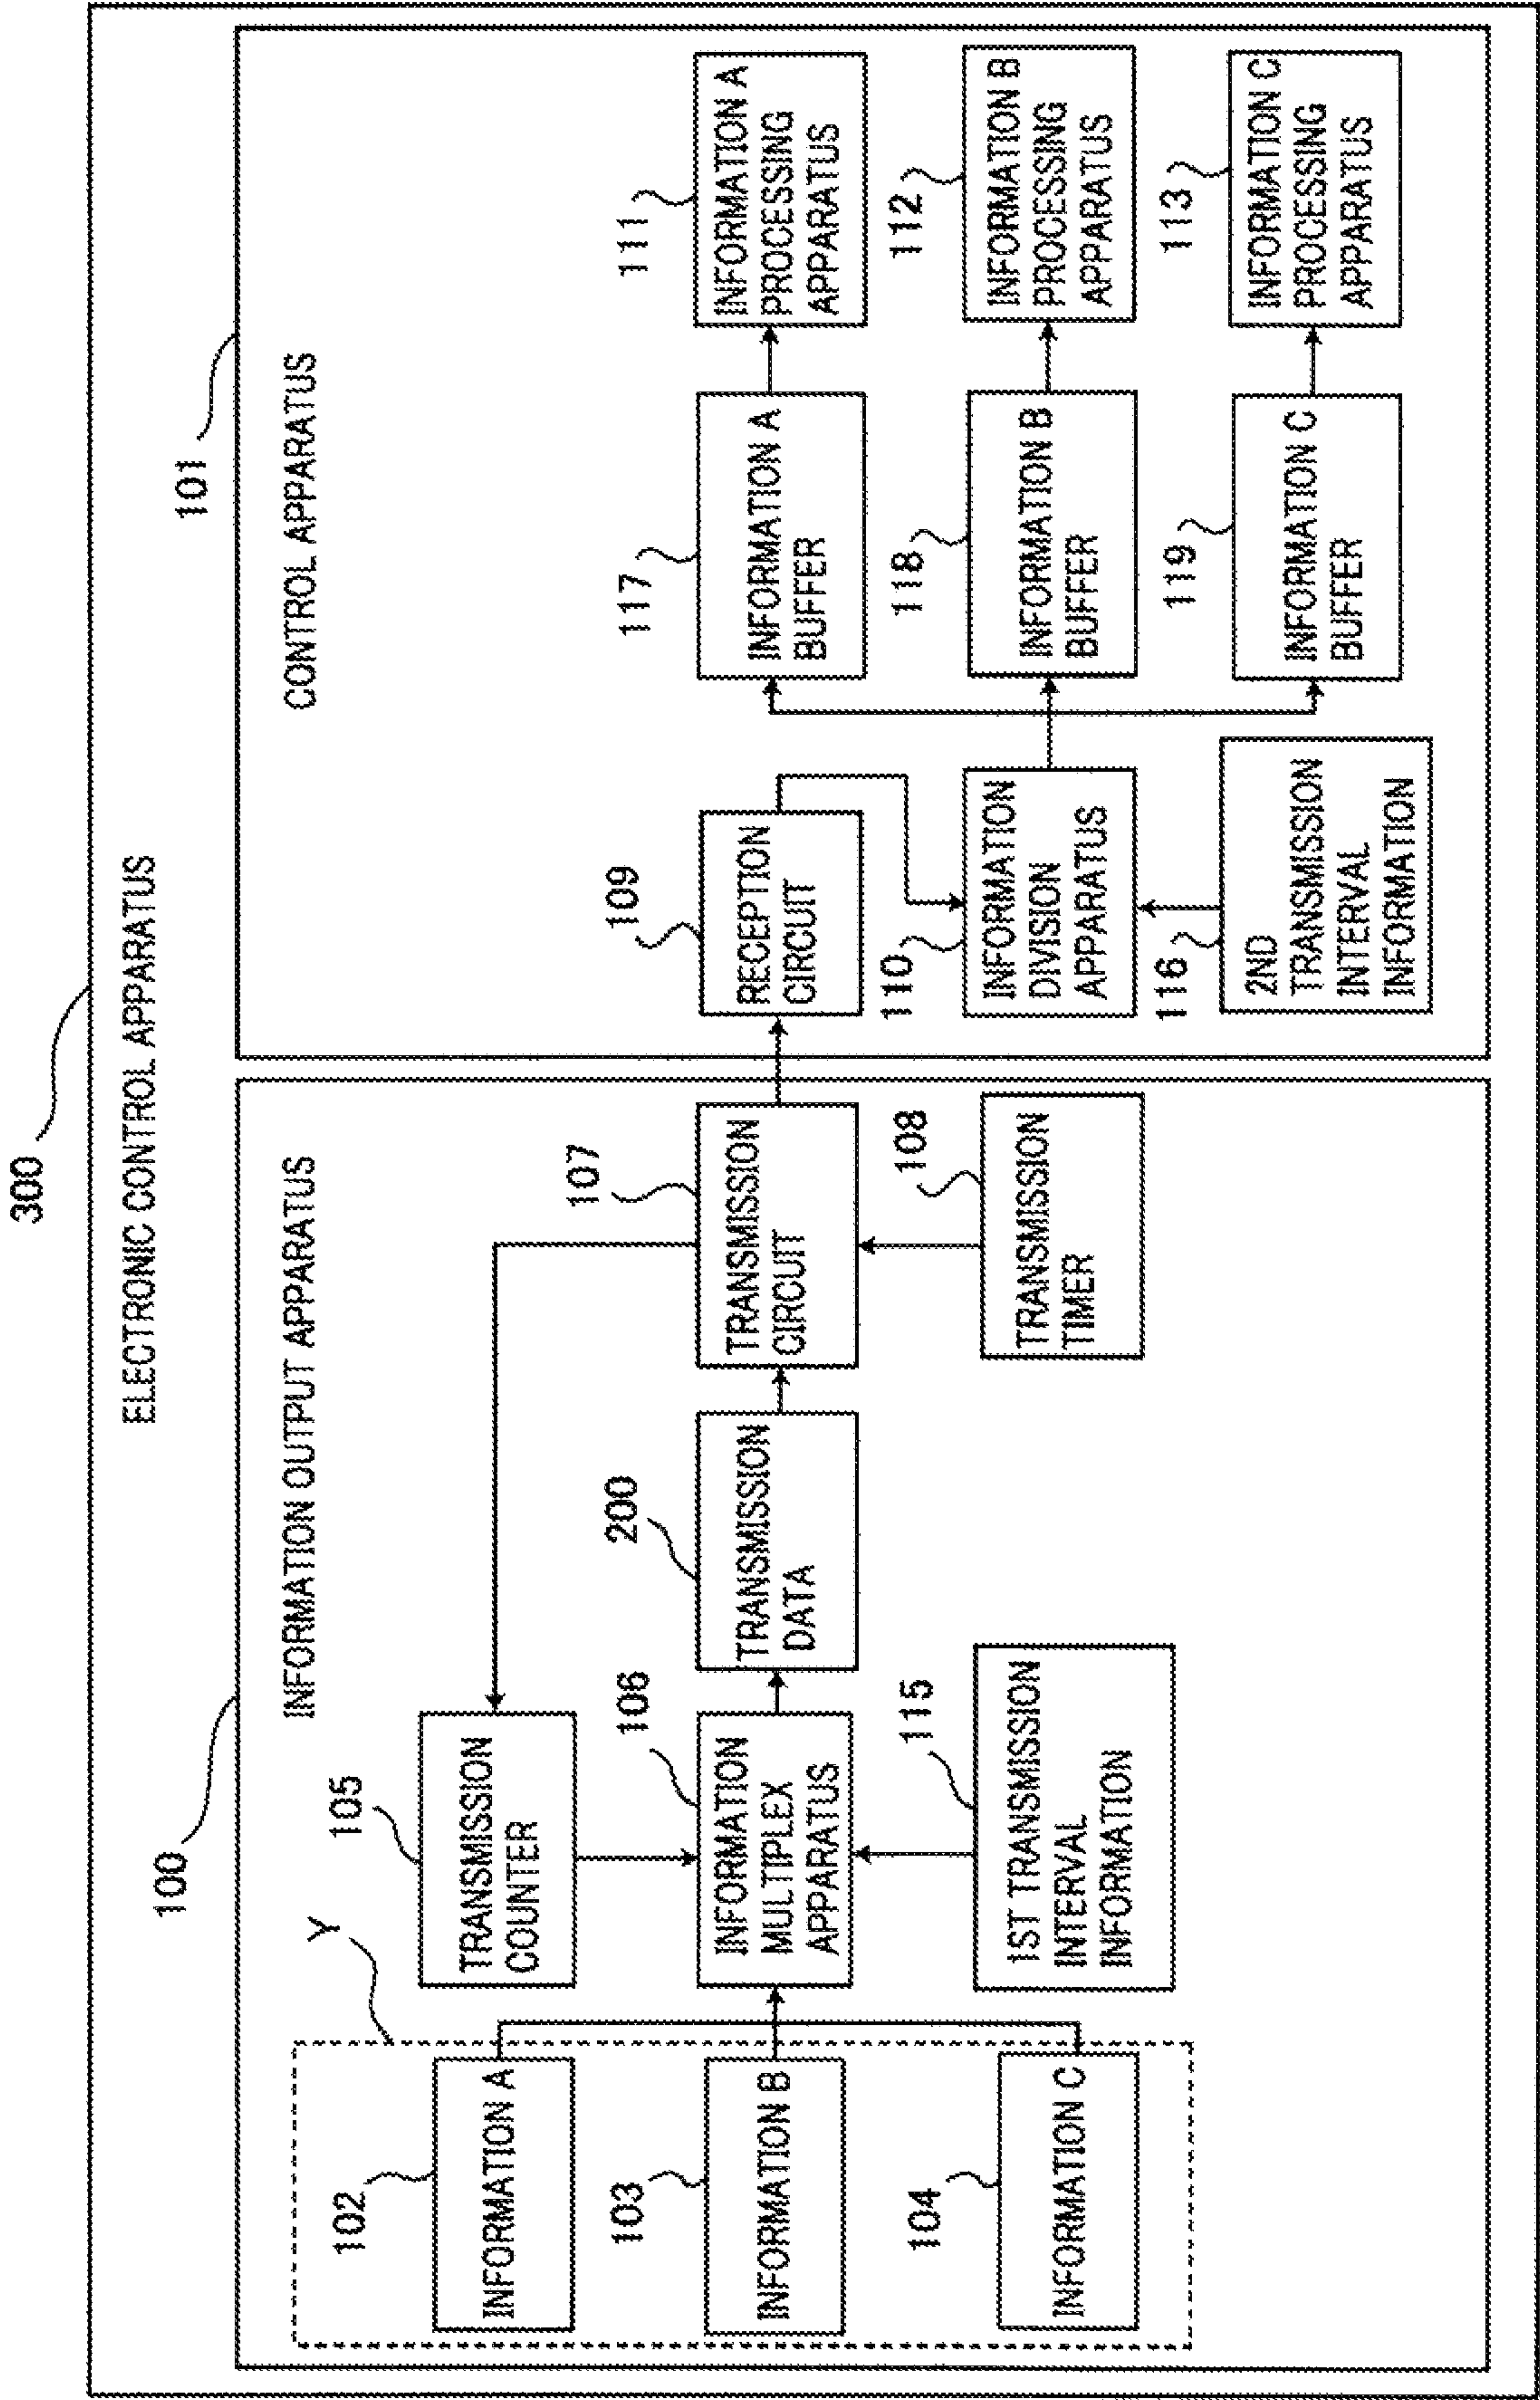 300
ELECTRONIC CONTROL APPARATUS
100
INFORMATION OUTPUT APPARATUS
Y
102
INFORMATION A
103
INFORMATION B
104
INFORMATION C
105
TRANSMISSION
COUNTER
106
INFORMATION
MULTIPLEX
APPARATUS
115
1ST TRANSMISSION
INTERVAL
INFORMATION
200
TRANSMISSION
DATA
107
TRANSMISSION
CIRCUIT
108
TRANSMISSION
TIMER
101
CONTROL APPARATUS
109
RECEPTION
CIRCUIT
110
INFORMATION
DIVISION
APPARATUS
116
2ND
TRANSMISSION
INTERVAL
INFORMATION
117
INFORMATION A
BUFFER
118
INFORMATION B
BUFFER
119
INFORMATION C
BUFFER
111
INFORMATION A
PROCESSING
APPARATUS
112
INFORMATION B
PROCESSING
APPARATUS
113
INFORMATION C
PROCESSING
APPARATUS